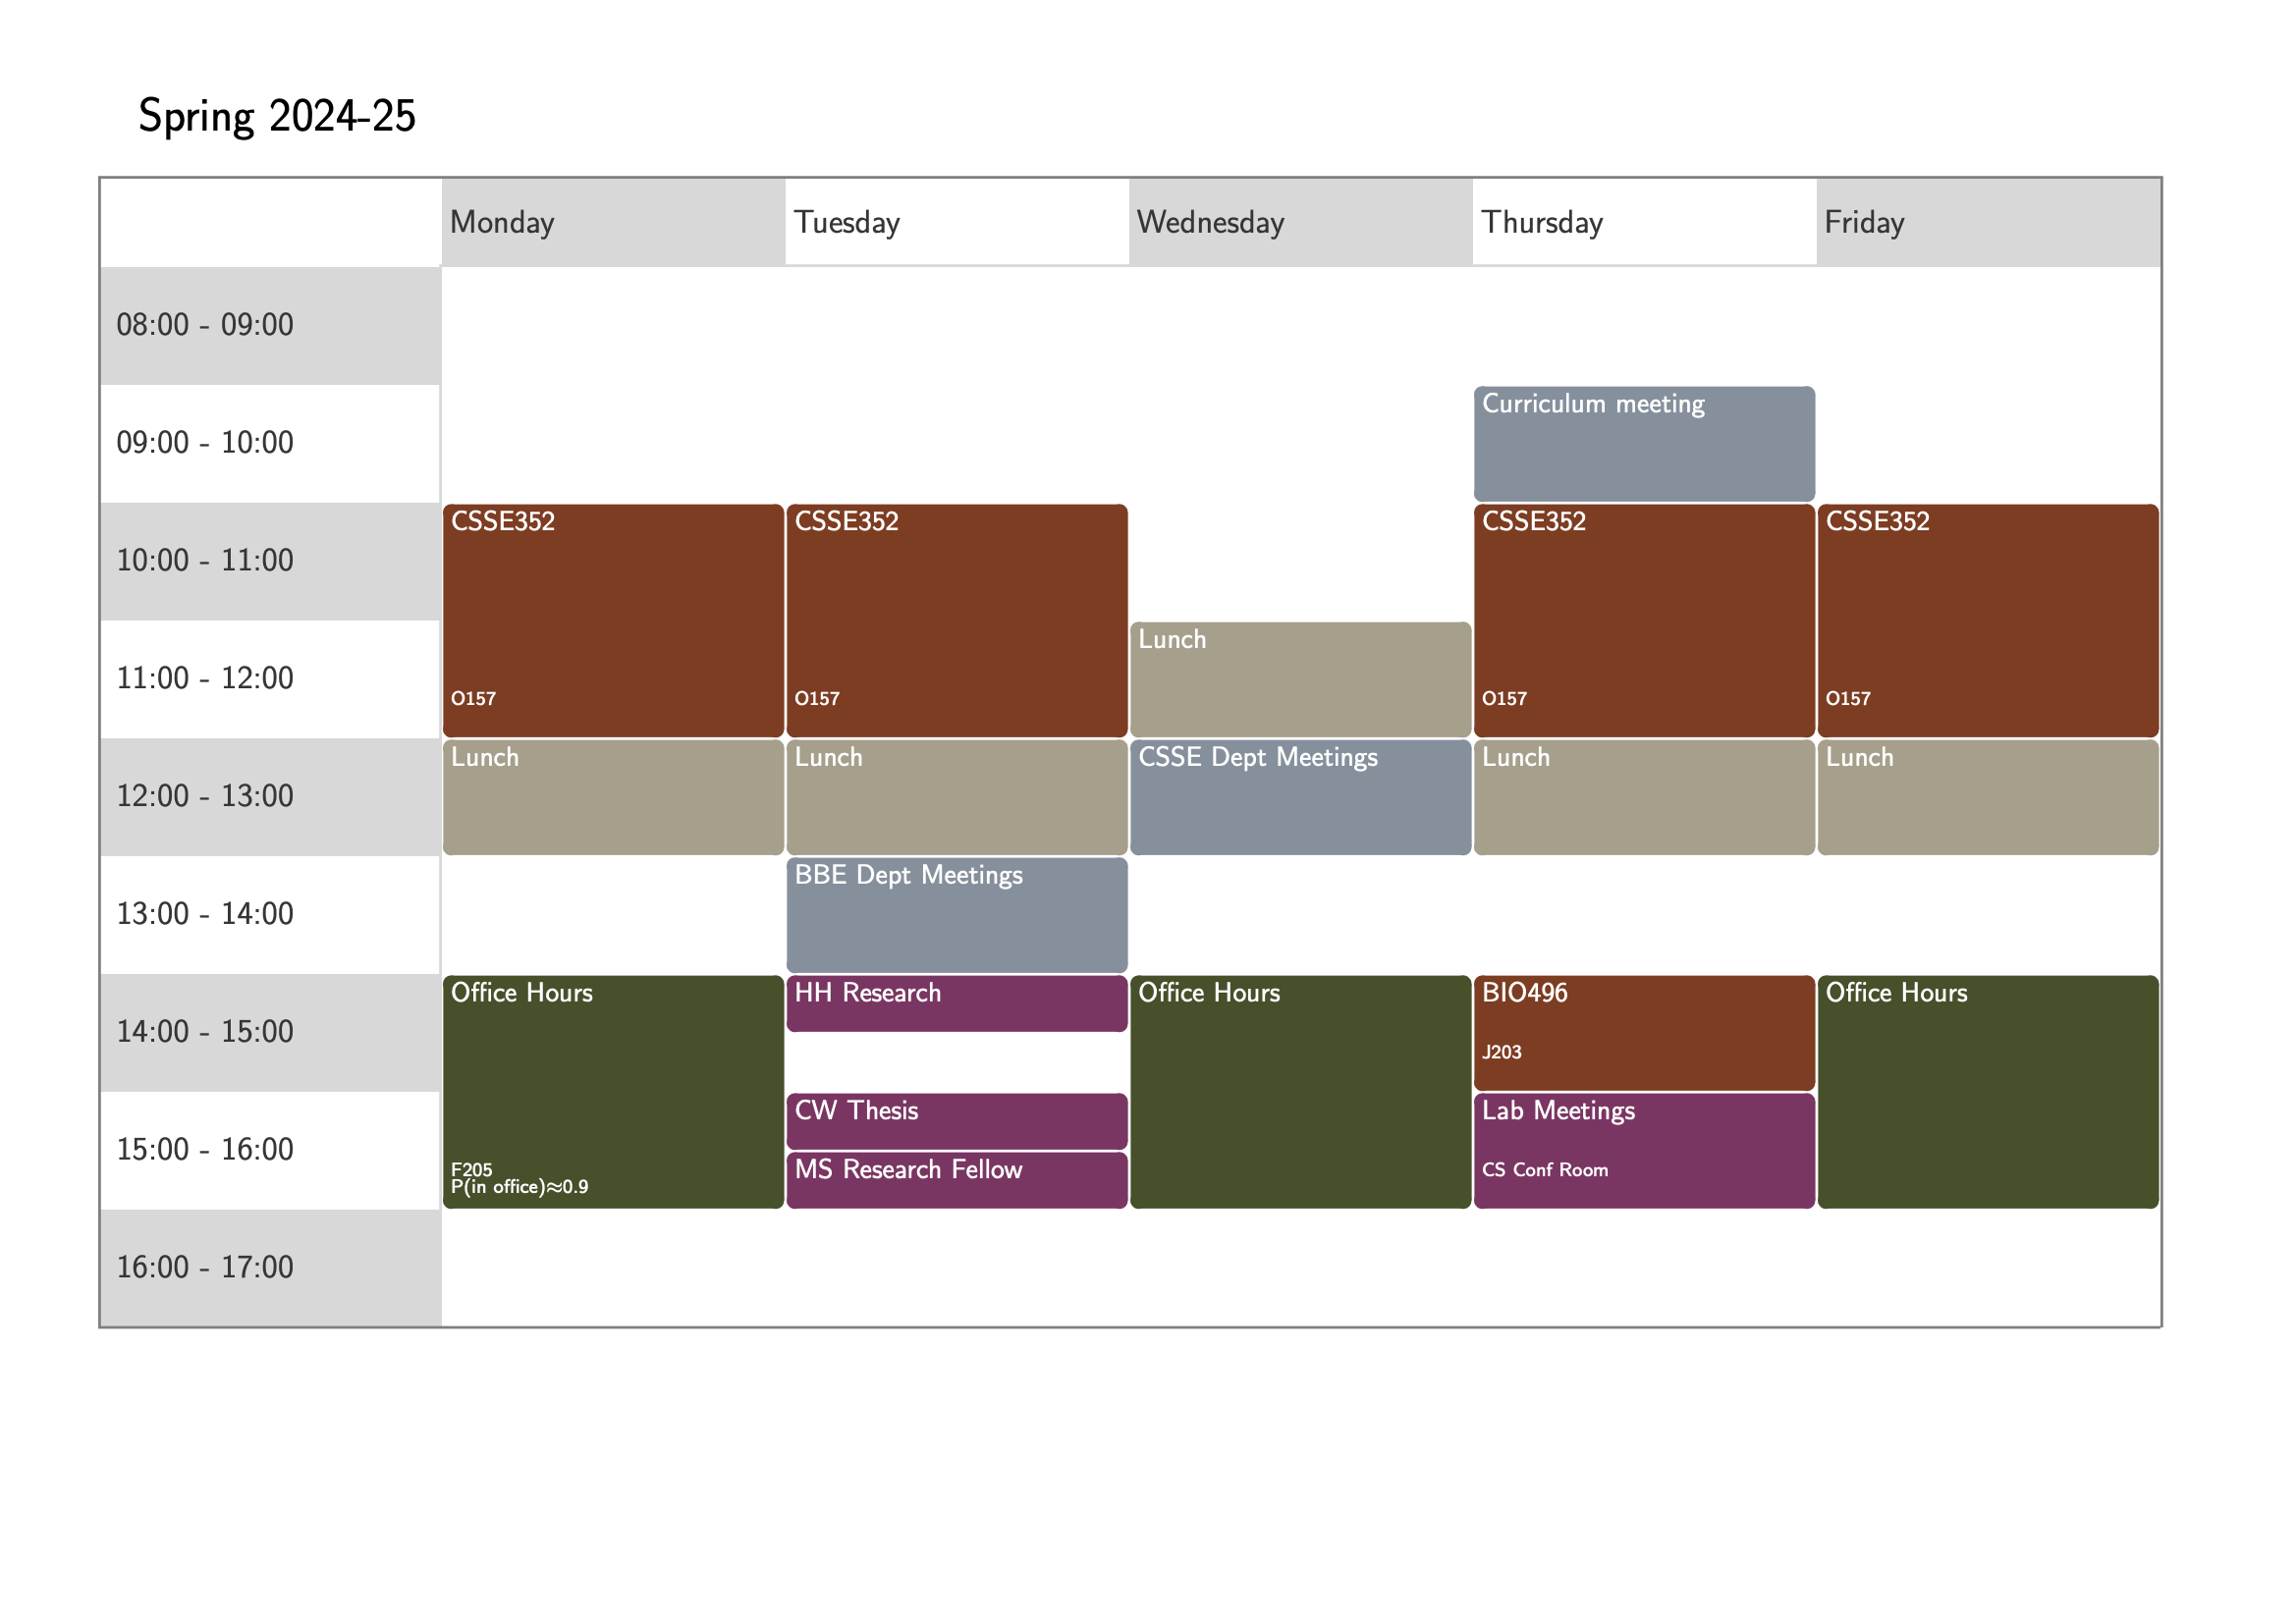 Spring 2024-25
Monday Tuesday Wednesday Thursday Friday
08:00 - 09:00
09:00 - 10:00
Curriculum meeting
10:00 - 11:00
CSSE352 CSSE352 CSSE352 CSSE352
11:00 - 12:00
Lunch
O157 O157 O157 O157
12:00 - 13:00
Lunch Lunch CSSE Dept Meetings Lunch Lunch
13:00 - 14:00
BBE Dept Meetings
14:00 - 15:00
Office Hours HH Research Office Hours BIO496 Office Hours
J203
15:00 - 16:00
CW Thesis Lab Meetings
F205 MS Research Fellow CS Conf Room
P(in office)≈0.9
16:00 - 17:00